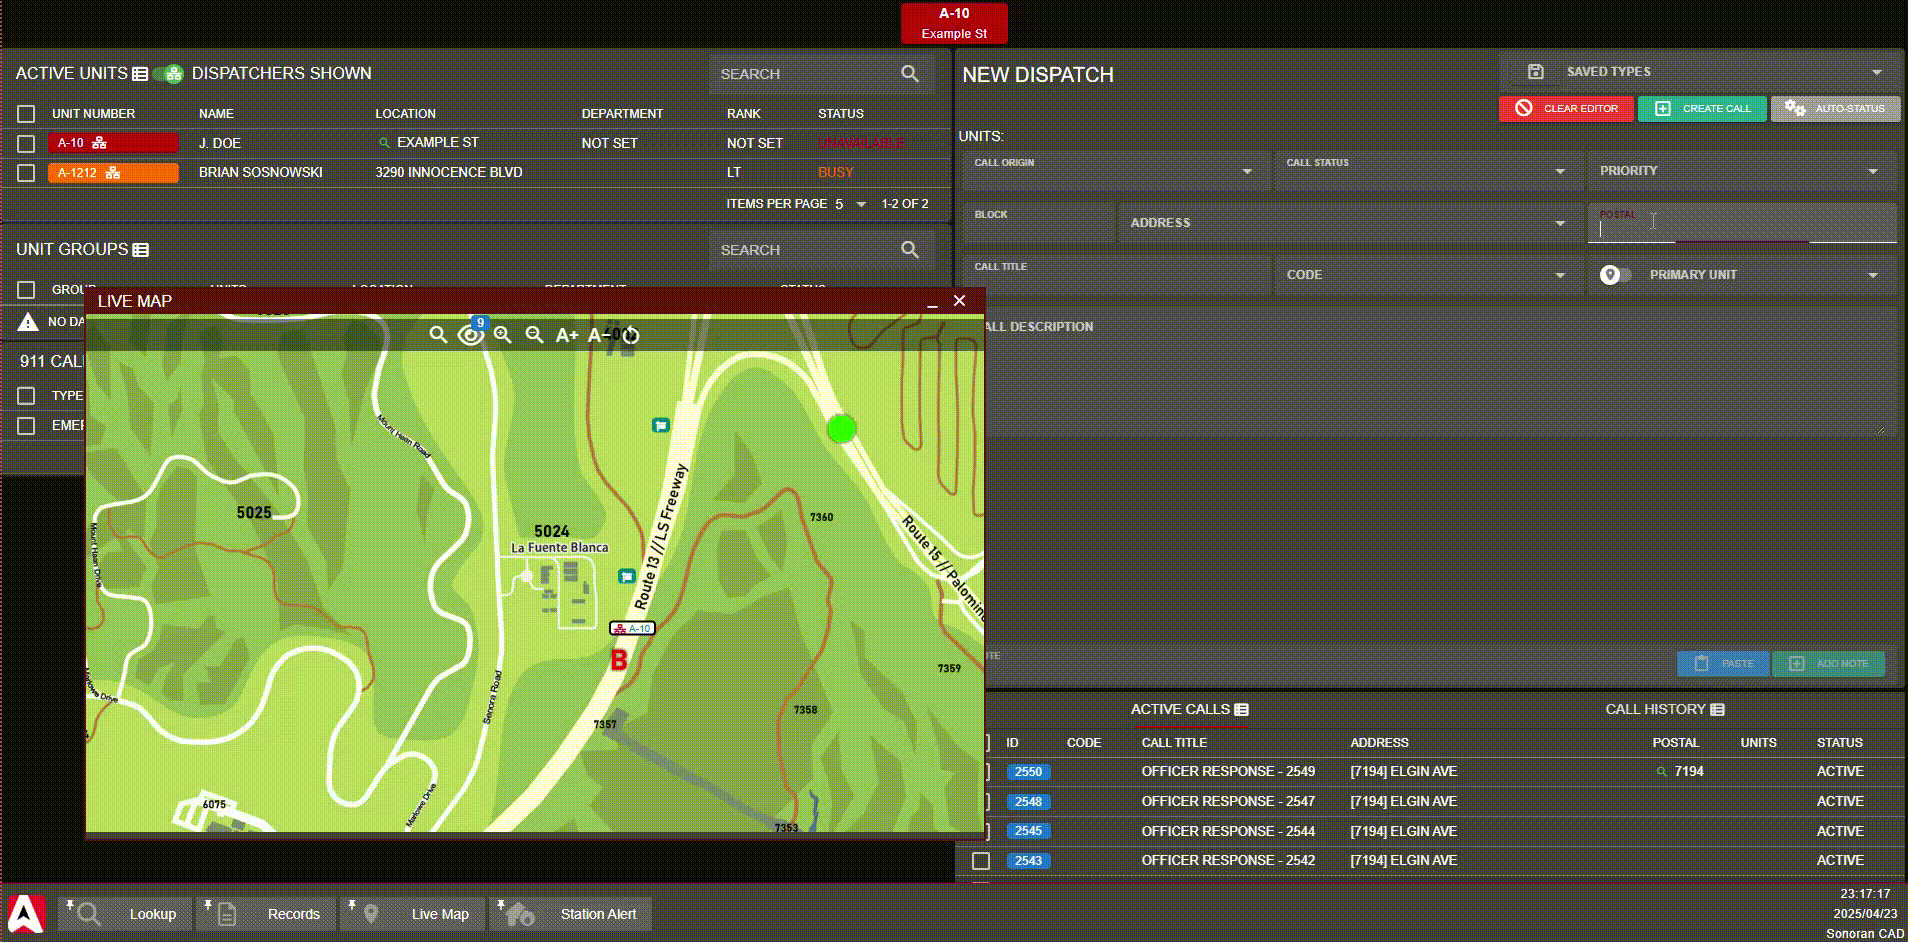 A-10
Example St
ACTIVE UNITS DISPATCHERS SHOWN
SEARCH
UNIT NUMBER NAME LOCATION DEPARTMENT RANK STATUS
A-10 J. DOE EXAMPLE ST NOT SET NOT SET UNAVAILABLE
A-1212 BRIAN SOSNOWSKI 3290 INNOCENCE BLVD LT BUSY
ITEMS PER PAGE 5 1-2 OF 2
UNIT GROUPS
SEARCH
GROUP UNITS LOCATION DEPARTMENT STATUS
NO DA
911 CAL
TYPE
EMER
LIVE MAP
9
A+ A-
5025
5024
La Fuente Blanca
Mount Haan Road
Mount Haan Drive
Marlowe Drive
Senora Road
Marlowe Drive
Route 13 // LS Freeway
Route 15 // Palomino
A-10
B
7360
7359
7358
7357
7353
6075
NEW DISPATCH
SAVED TYPES
CLEAR EDITOR
CREATE CALL
AUTO-STATUS
UNITS:
CALL ORIGIN
CALL STATUS
PRIORITY
BLOCK
ADDRESS
POSTAL
CALL TITLE
CODE
PRIMARY UNIT
ALL DESCRIPTION
OTE
PASTE
ADD NOTE
ACTIVE CALLS
CALL HISTORY
ID CODE CALL TITLE ADDRESS POSTAL UNITS STATUS
2550 OFFICER RESPONSE - 2549 [7194] ELGIN AVE 7194 ACTIVE
2548 OFFICER RESPONSE - 2547 [7194] ELGIN AVE ACTIVE
2545 OFFICER RESPONSE - 2544 [7194] ELGIN AVE ACTIVE
2543 OFFICER RESPONSE - 2542 [7194] ELGIN AVE ACTIVE
Lookup
Records
Live Map
Station Alert
23:17:17
2025/04/23
Sonoran CAD